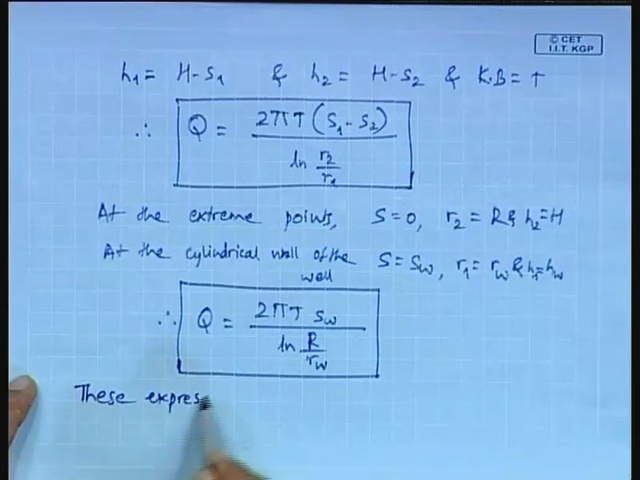 © CET
I.I.T. KGP
h₁ = H-S₁ & h₂ = H-S₂ & K.B = T
∴ Q = 2πT (S₁ - S₂) / ln r₂/r₁
At the extreme points, S=0, r₂ = R & h₂=H
At the cylindrical wall of the well S = Sw, r₁ = rw & h₁=hw
∴ Q = 2πT Sw / ln R/rw
These expres